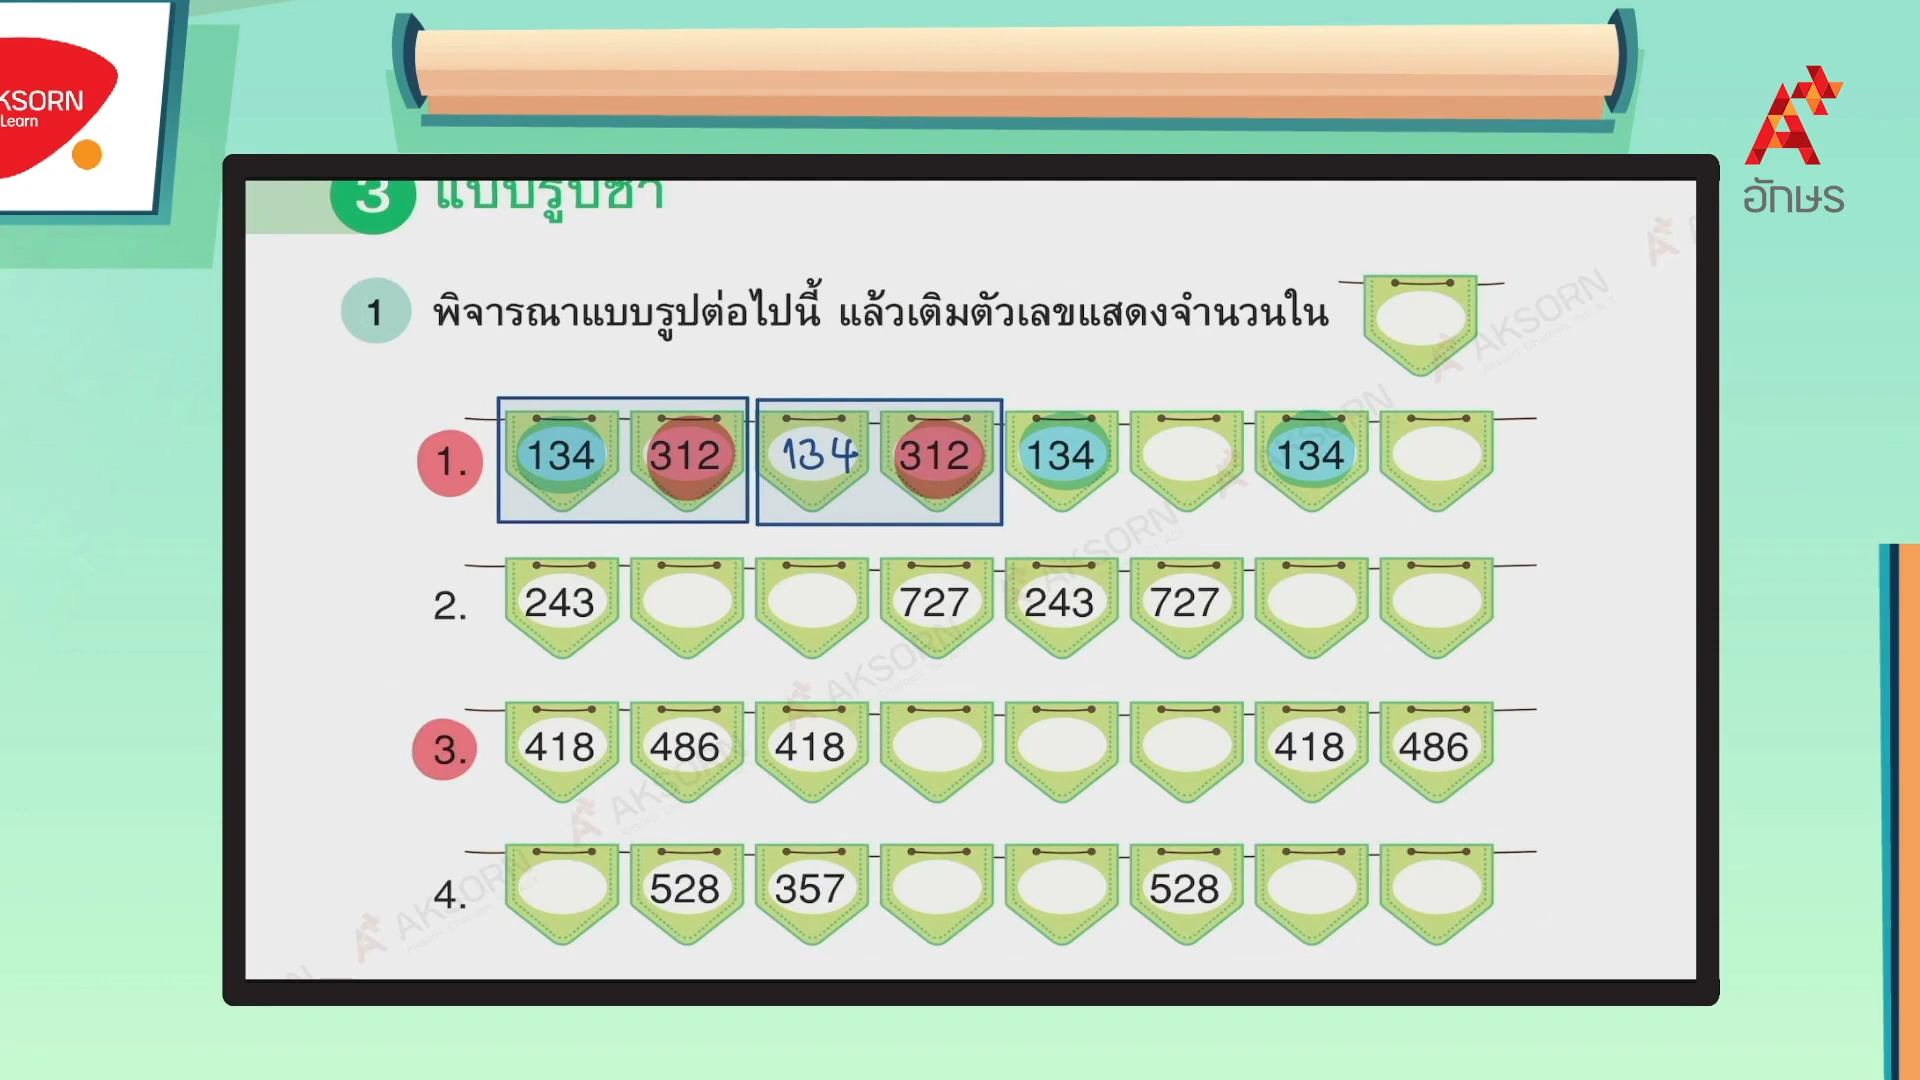 AKSORN
Learn
อักษร
3 แบบรูปซ้ำ
1 พิจารณาแบบรูปต่อไปนี้ แล้วเติมตัวเลขแสดงจำนวนใน
1. 134 312 134 312 134 134
2. 243 727 243 727
3. 418 486 418 418 486
4. 528 357 528